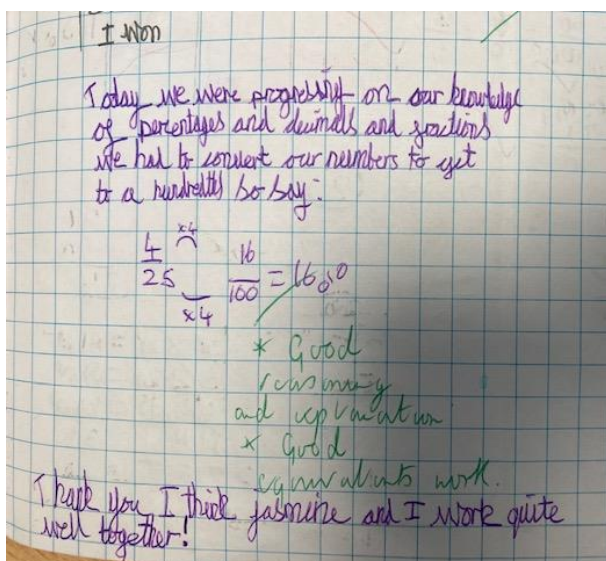 I won
Today we were progressing on our knowledge
of percentages and decimals and fractions
we had to convert our numbers to get
to a hundredths so say:
x4
4/25 16/100 = 16%
x4
* Good
reasoning
and explanation
* Good
equivalents work.
Thank you, I think Jasmine and I work quite
well together!